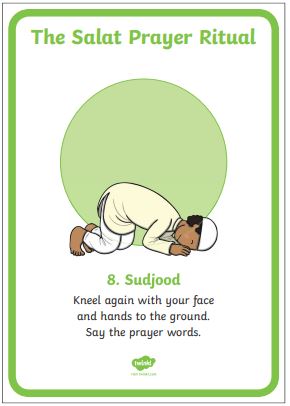 The Salat Prayer Ritual
8. Sudjood
Kneel again with your face
and hands to the ground.
Say the prayer words.
twinkl